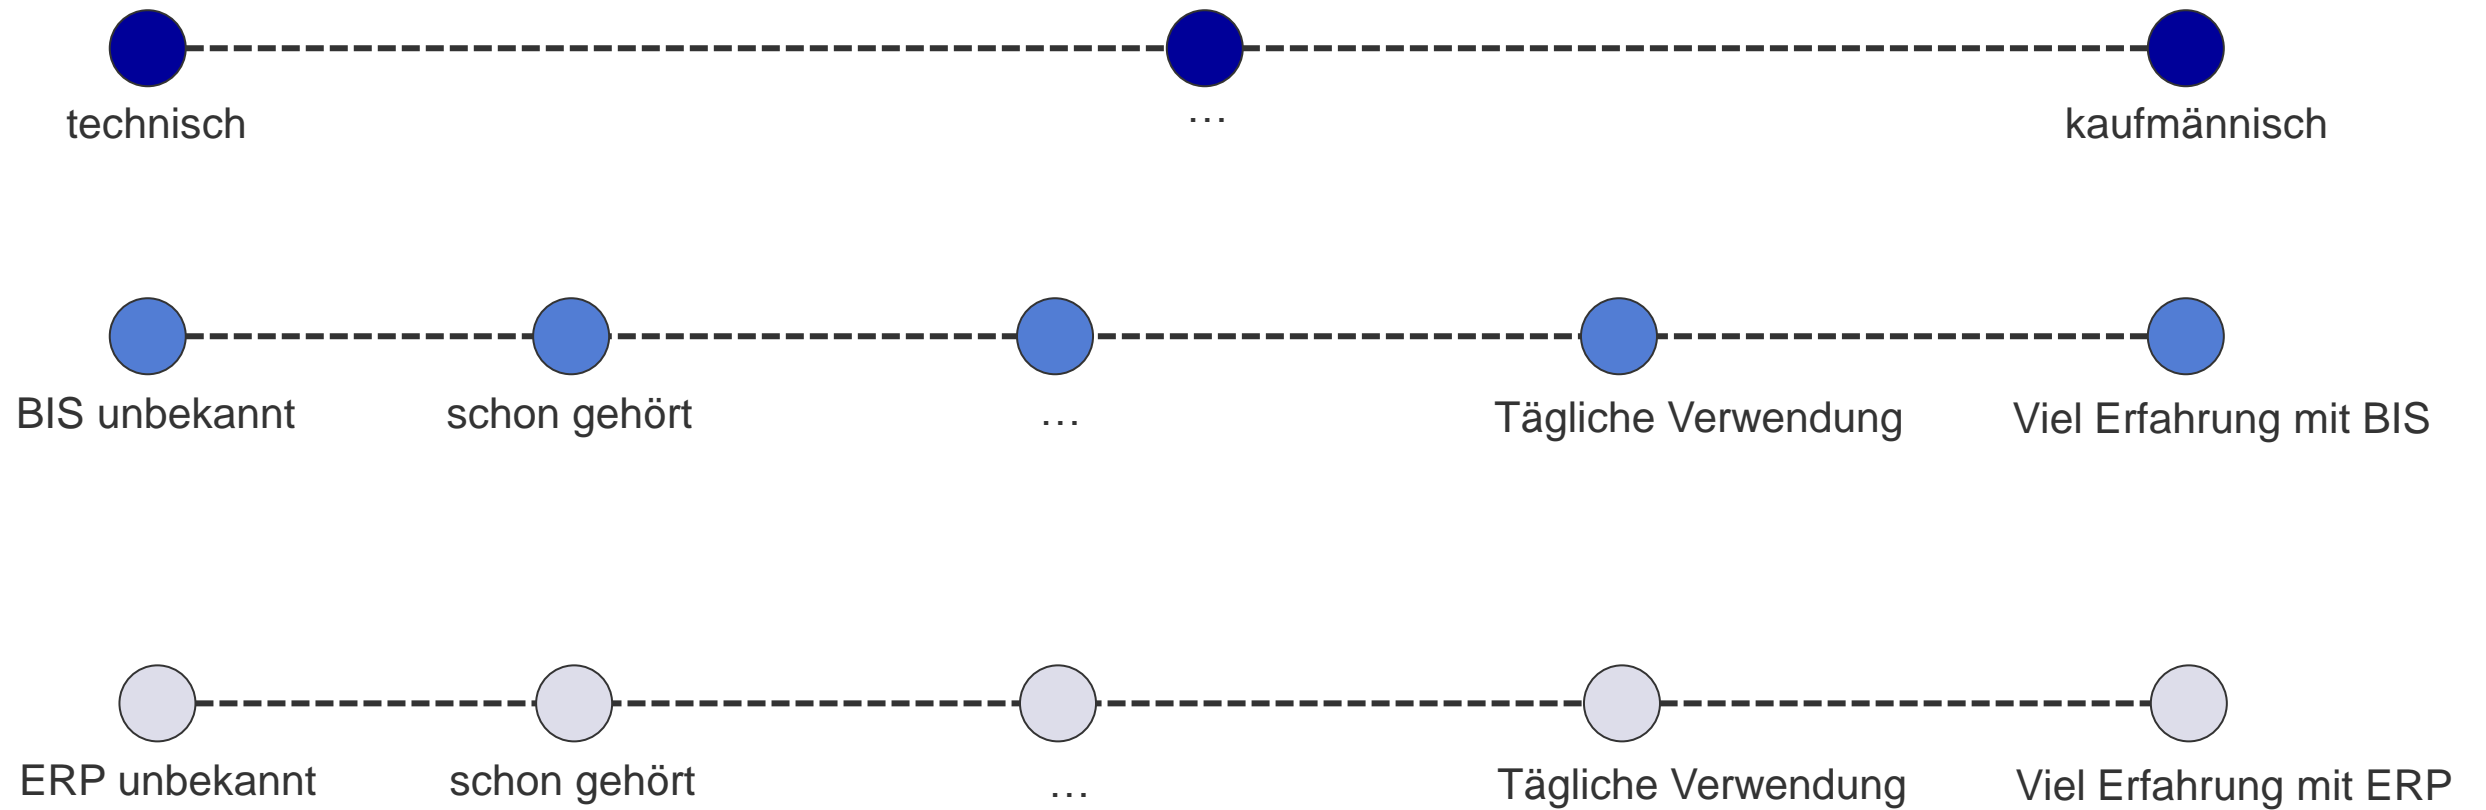 technisch
…
kaufmännisch
BIS unbekannt
schon gehört
…
Tägliche Verwendung
Viel Erfahrung mit BIS
ERP unbekannt
schon gehört
…
Tägliche Verwendung
Viel Erfahrung mit ERP